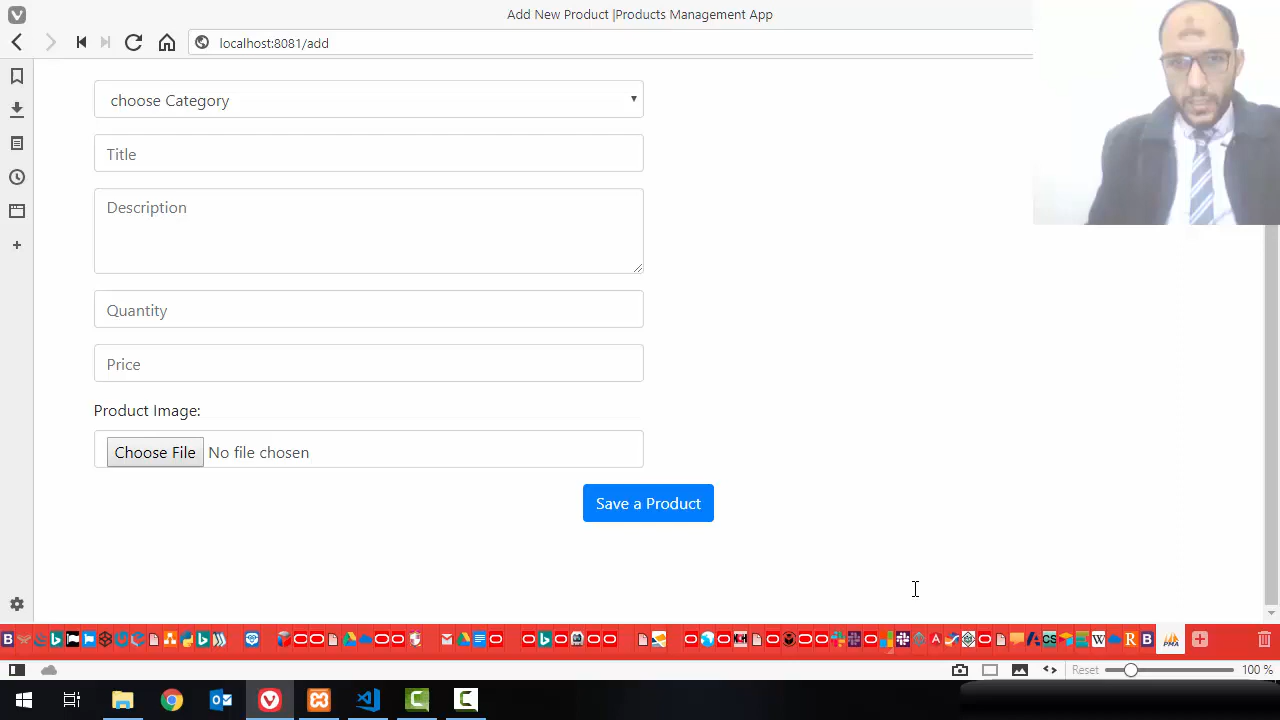 Add New Product |Products Management App
localhost:8081/add
choose Category
Title
Description
Quantity
Price
Product Image:
Choose File No file chosen
Save a Product
Reset 100 %